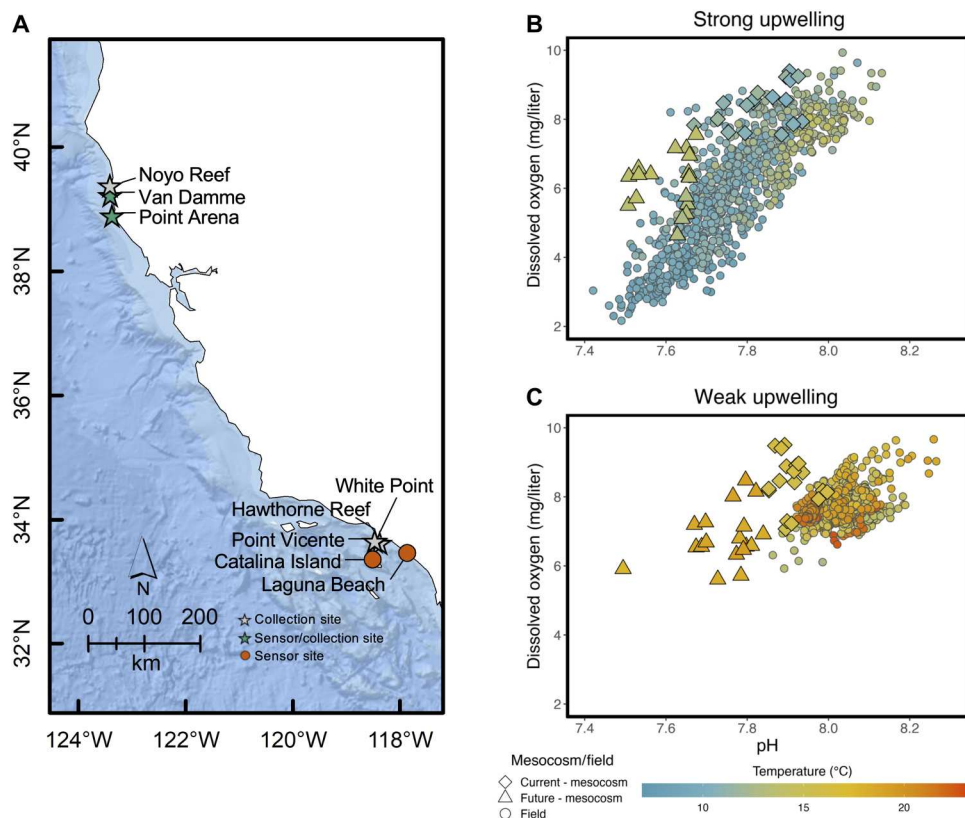 A
40°N
38°N
36°N
34°N
32°N
Noyo Reef
Van Damme
Point Arena
White Point
Hawthorne Reef
Point Vicente
Catalina Island
Laguna Beach
N
0 100 200
km
Collection site
Sensor/collection site
Sensor site
124°W 122°W 120°W 118°W
B
Strong upwelling
Dissolved oxygen (mg/liter)
10
8
6
4
2
7.4 7.6 7.8 8.0 8.2
C
Weak upwelling
Dissolved oxygen (mg/liter)
10
8
6
4
2
7.4 7.6 7.8 8.0 8.2
pH
Mesocosm/field
Current - mesocosm
Future - mesocosm
Field
Temperature (°C)
10 15 20